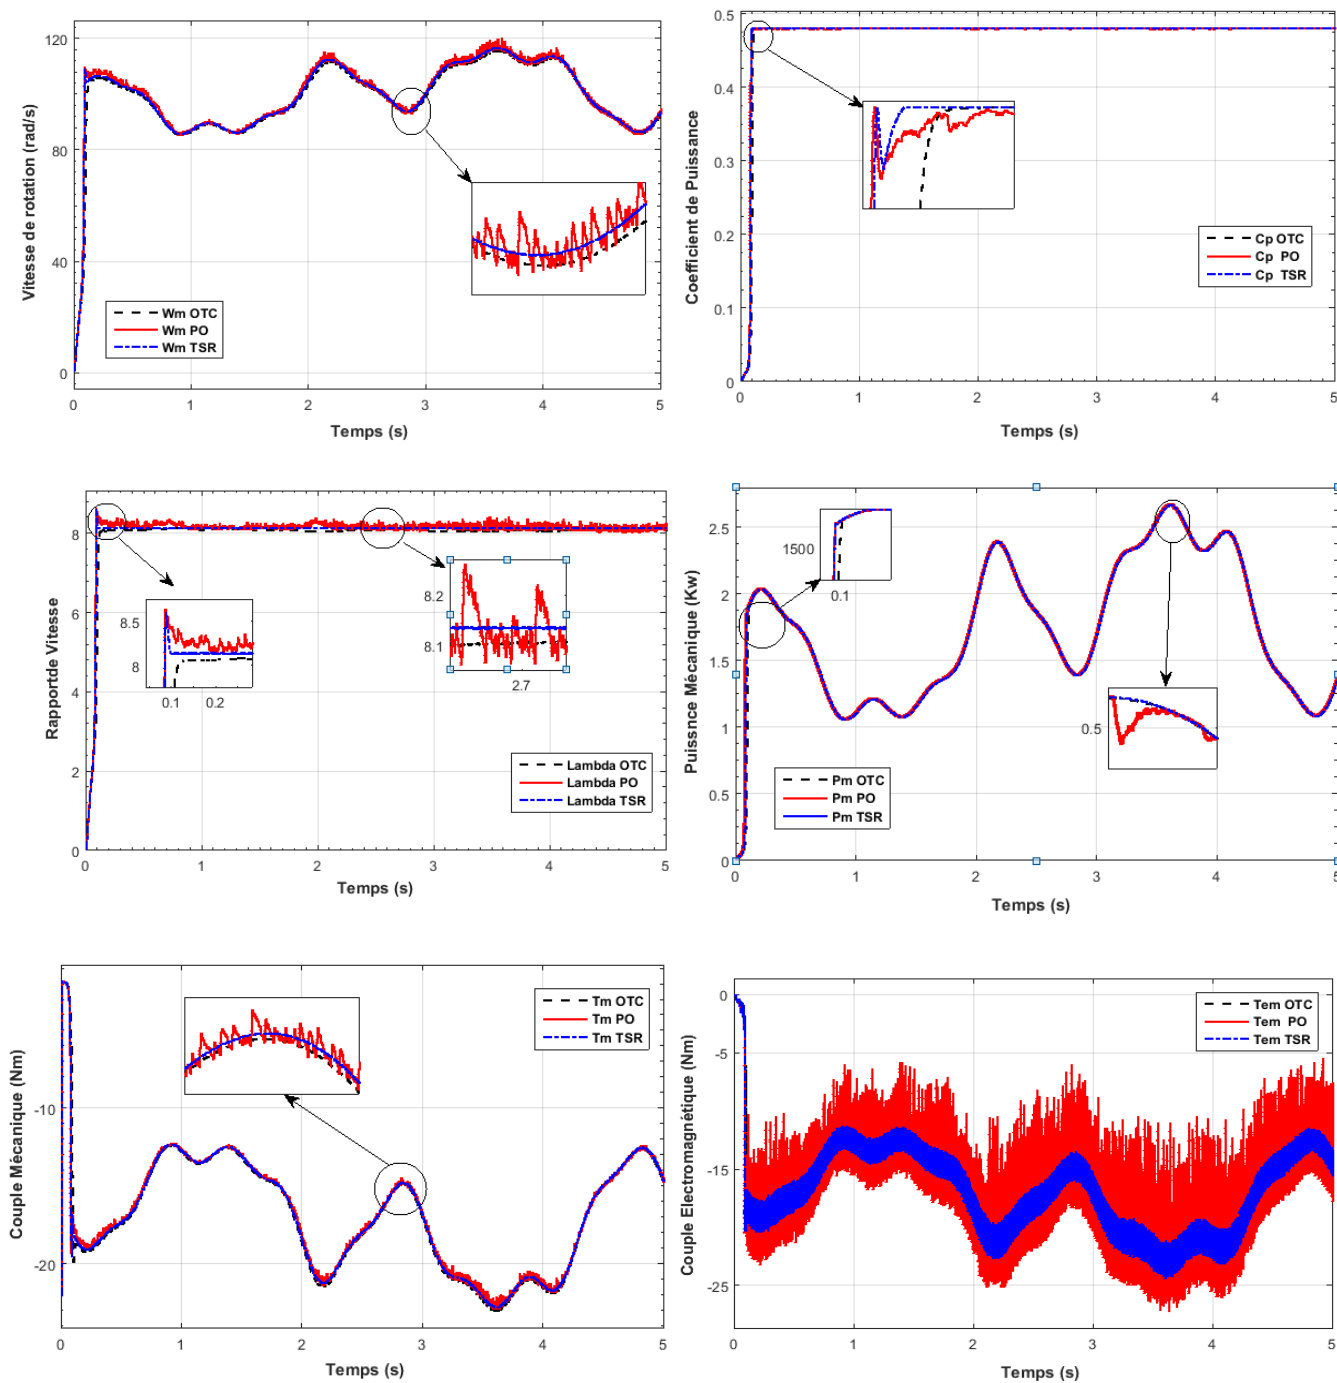 Vitesse de rotation (rad/s)
120
80
40
0
Wm OTC
Wm PO
Wm TSR
0 1 2 3 4 5
Temps (s)
Coefficient de Puissance
0.5
0.4
0.3
0.2
0.1
0
Cp OTC
Cp PO
Cp TSR
0 1 2 3 4 5
Temps (s)
Rapportde Vitesse
8
6
4
2
0
8.5
8
0.1 0.2
8.2
8.1
2.7
Lambda OTC
Lambda PO
Lambda TSR
0 1 2 3 4 5
Temps (s)
Puissnce Mécanique (Kw)
2.5
2
1.5
1
0.5
0
1500
0.1
0.5
Pm OTC
Pm PO
Pm TSR
0 1 2 3 4 5
Temps (s)
Couple Mécanique (Nm)
-10
-20
Tm OTC
Tm PO
Tm TSR
0 1 2 3 4 5
Temps (s)
Couple Electromagnétique (Nm)
0
-5
-15
-25
Tem OTC
Tem PO
Tem TSR
0 1 2 3 4 5
Temps (s)